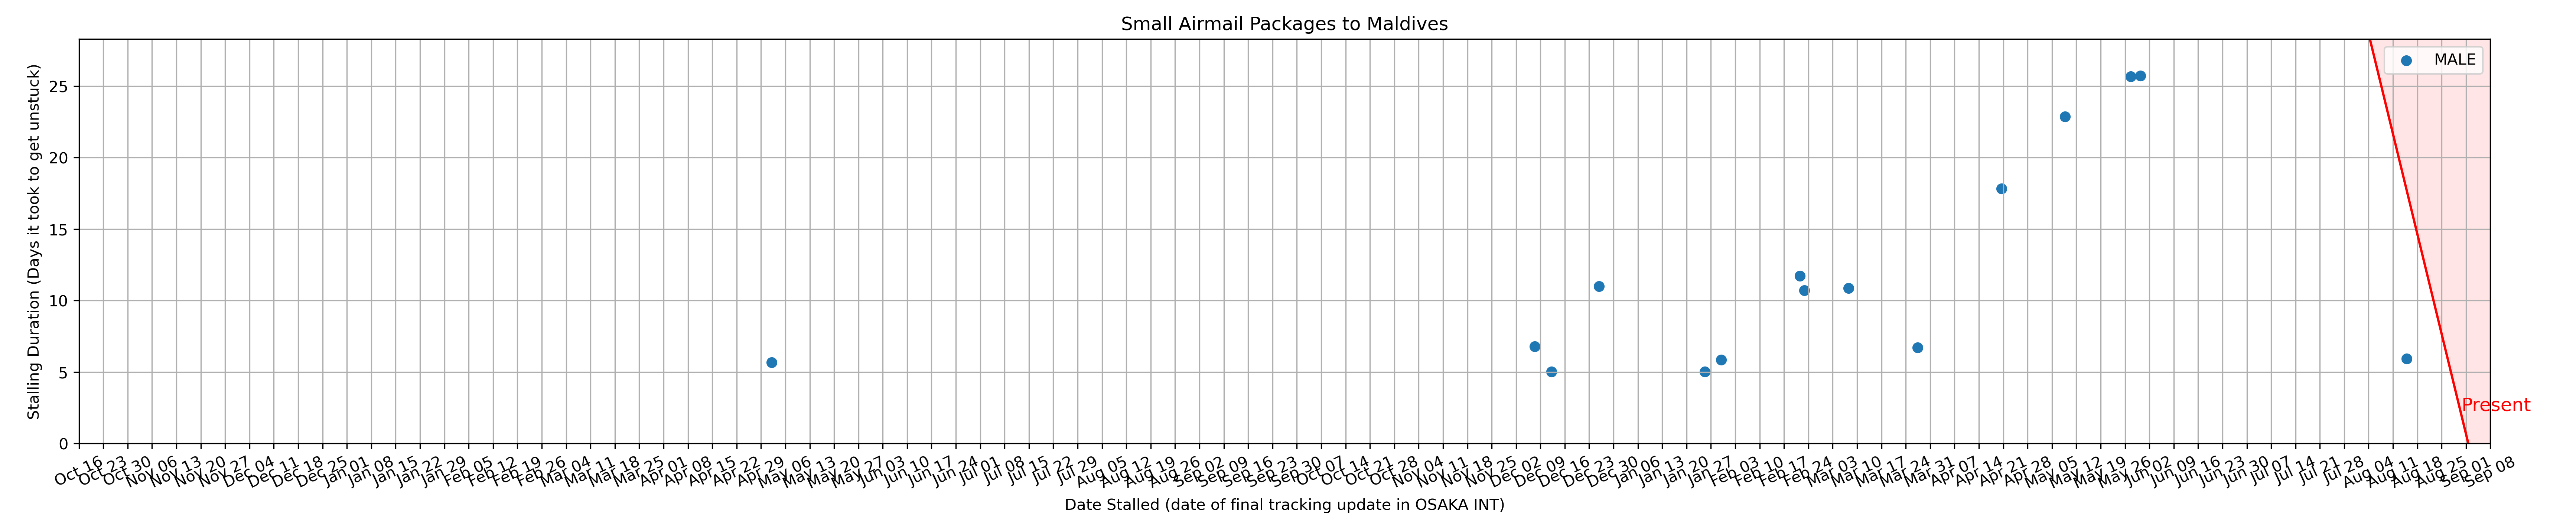 Small Airmail Packages to Maldives
MALE
Stalling Duration (Days it took to get unstuck)
25
20
15
10
5
0
Present
Oct 16
Oct 23
Oct 30
Nov 06
Nov 13
Nov 20
Nov 27
Dec 04
Dec 11
Dec 18
Dec 25
Jan 01
Jan 08
Jan 15
Jan 22
Jan 29
Feb 05
Feb 12
Feb 19
Feb 26
Mar 04
Mar 11
Mar 18
Mar 25
Apr 01
Apr 08
Apr 15
Apr 22
Apr 29
May 06
May 13
May 20
May 27
Jun 03
Jun 10
Jun 17
Jun 24
Jul 01
Jul 08
Jul 15
Jul 22
Jul 29
Aug 05
Aug 12
Aug 19
Aug 26
Sep 02
Sep 09
Sep 16
Sep 23
Sep 30
Oct 07
Oct 14
Oct 21
Oct 28
Nov 04
Nov 11
Nov 18
Nov 25
Dec 02
Dec 09
Dec 16
Dec 23
Dec 30
Jan 06
Jan 13
Jan 20
Jan 27
Feb 03
Feb 10
Feb 17
Feb 24
Mar 03
Mar 10
Mar 17
Mar 24
Mar 31
Apr 07
Apr 14
Apr 21
Apr 28
May 05
May 12
May 19
May 26
Jun 02
Jun 09
Jun 16
Jun 23
Jun 30
Jul 07
Jul 14
Jul 21
Jul 28
Aug 04
Aug 11
Aug 18
Aug 25
Sep 01
Sep 08
Date Stalled (date of final tracking update in OSAKA INT)